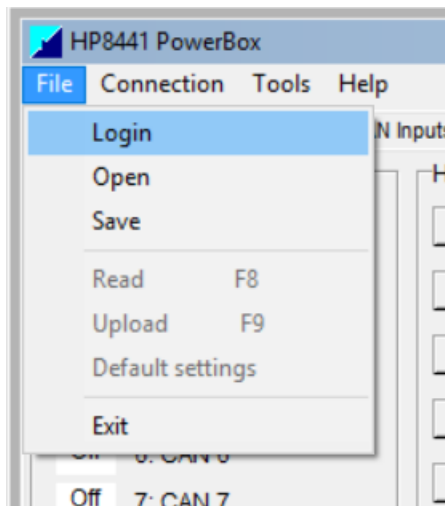 HP8441 PowerBox
File Connection Tools Help
Login
Open
Save
Read F8
Upload F9
Default settings
Exit
Off 7: CAN 7